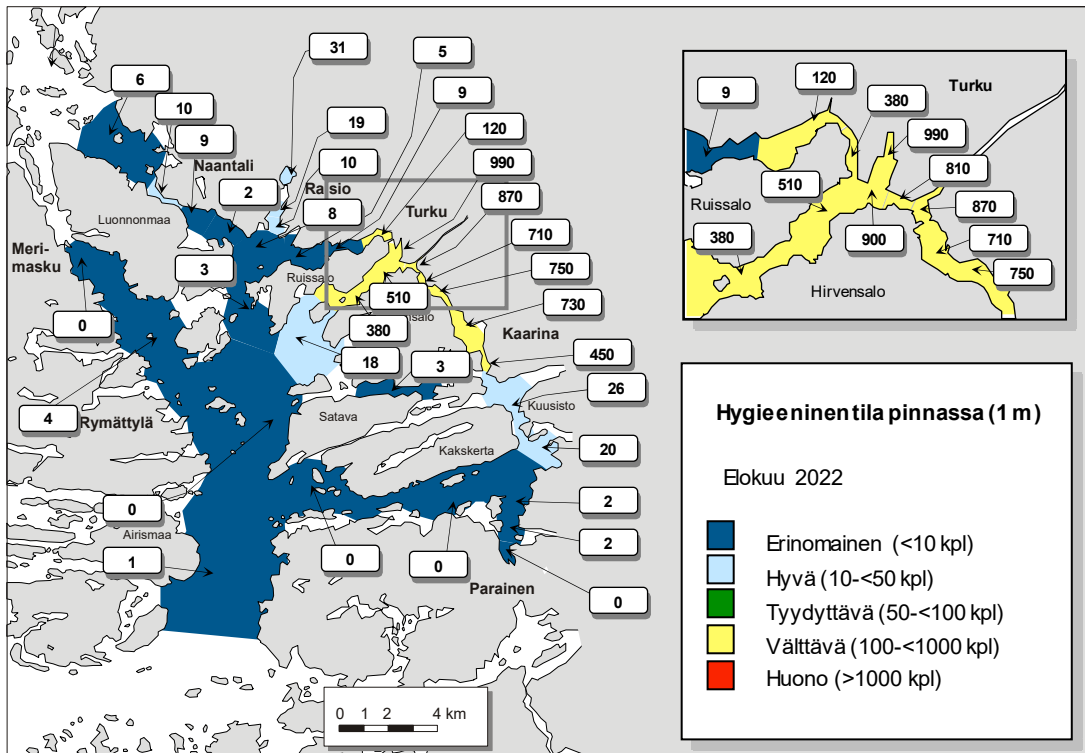 31
5
6
9
10
19
120
9
Naantali
10
990
Raisio
2
Turku
870
Luonnonmaa
8
710
Meri-
masku
3
Ruissalo
750
510
0
380
730
Kaarina
18
3
450
26
4
Rymättylä
Satava
Kuusisto
Kakskerta
20
0
2
Airismaa
1
0
0
2
Parainen
0
0 1 2 4 km
120
9
380
Turku
990
510
810
Ruissalo
870
380
900
710
750
Hirvensalo
Hygieeninen tila pinnassa (1 m)
Elokuu 2022
Erinomainen (<10 kpl)
Hyvä (10-<50 kpl)
Tyydyttävä (50-<100 kpl)
Välttävä (100-<1000 kpl)
Huono (>1000 kpl)